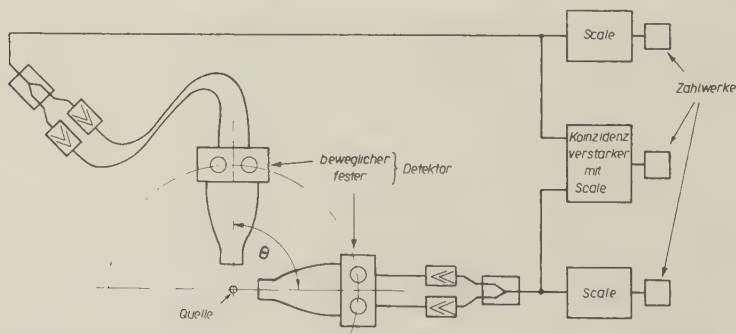 Scale
Zahlwerke
Koinzidenz
verstarker
mit
Scale
beweglicher
fester
Detektor
θ
Quelle
Scale